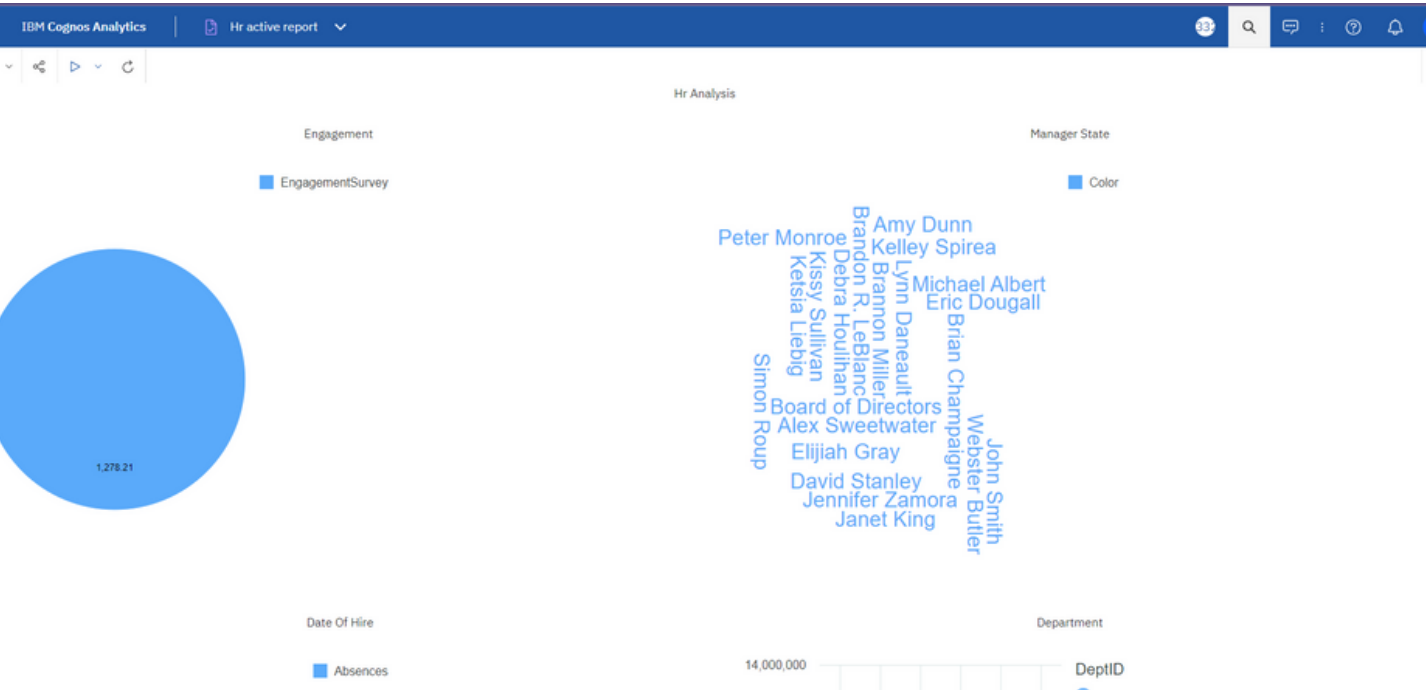 IBM Cognos Analytics
Hr active report
Hr Analysis
Engagement
EngagementSurvey
1,278.21
Manager State
Color
Peter Monroe
Brandon R. LeBlanc
Amy Dunn
Kelley Spirea
Ketsia Liebig
Kissy Sullivan
Debra Houlihan
Brannon Miller
Lynn Daneault
Michael Albert
Eric Dougall
Brian Champaigne
Simon Roup
Board of Directors
Alex Sweetwater
Elijiah Gray
David Stanley
Jennifer Zamora
Janet King
Webster Butler
John Smith
Date Of Hire
Absences
Department
14,000,000
DeptID